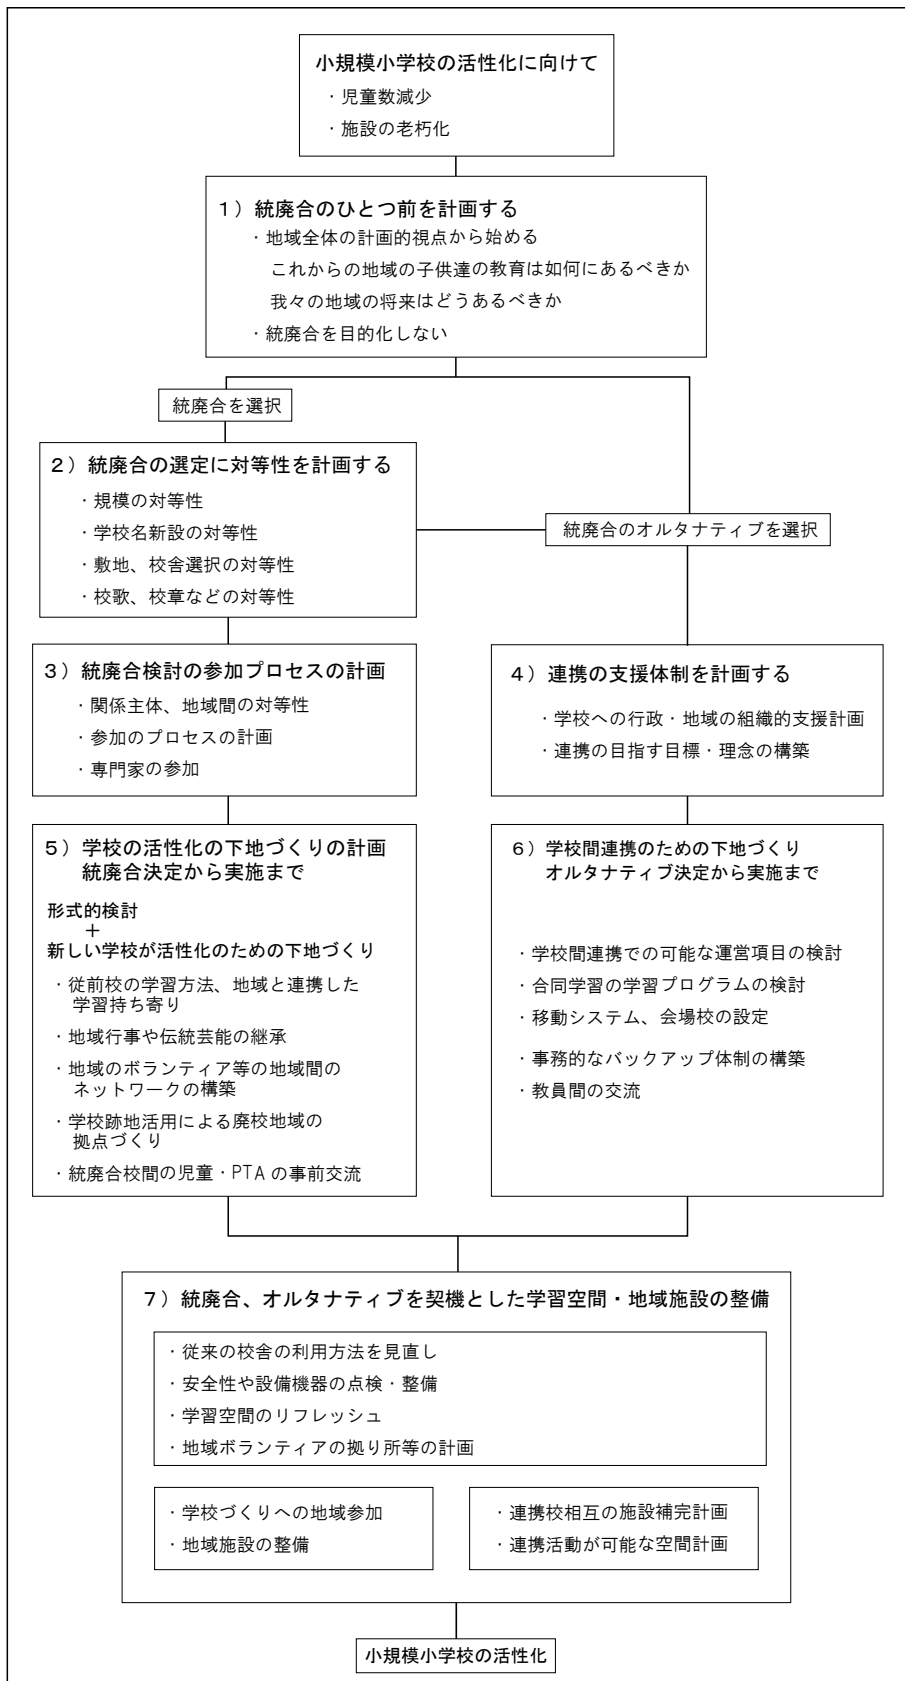 小規模小学校の活性化に向けて
・児童数減少
・施設の老朽化
1）統廃合のひとつ前を計画する
・地域全体の計画的視点から始める
これからの地域の子供達の教育は如何にあるべきか
我々の地域の将来はどうあるべきか
・統廃合を目的化しない
統廃合を選択
2）統廃合の選定に対等性を計画する
・規模の対等性
・学校名新設の対等性
・敷地、校舎選択の対等性
・校歌、校章などの対等性
統廃合のオルタナティブを選択
3）統廃合検討の参加プロセスの計画
・関係主体、地域間の対等性
・参加のプロセスの計画
・専門家の参加
4）連携の支援体制を計画する
・学校への行政・地域の組織的支援計画
・連携の目指す目標・理念の構築
5）学校の活性化の下地づくりの計画
統廃合決定から実施まで
形式的検討
＋
新しい学校が活性化のための下地づくり
・従前校の学習方法、地域と連携した
学習持ち寄り
・地域行事や伝統芸能の継承
・地域のボランティア等の地域間の
ネットワークの構築
・学校跡地活用による廃校地域の
拠点づくり
・統廃合校間の児童・PTAの事前交流
6）学校間連携のための下地づくり
オルタナティブ決定から実施まで
・学校間連携での可能な運営項目の検討
・合同学習の学習プログラムの検討
・移動システム、会場校の設定
・事務的なバックアップ体制の構築
・教員間の交流
7）統廃合、オルタナティブを契機とした学習空間・地域施設の整備
・従来の校舎の利用方法を見直し
・安全性や設備機器の点検・整備
・学習空間のリフレッシュ
・地域ボランティアの拠り所等の計画
・学校づくりへの地域参加
・地域施設の整備
・連携校相互の施設補完計画
・連携活動が可能な空間計画
小規模小学校の活性化